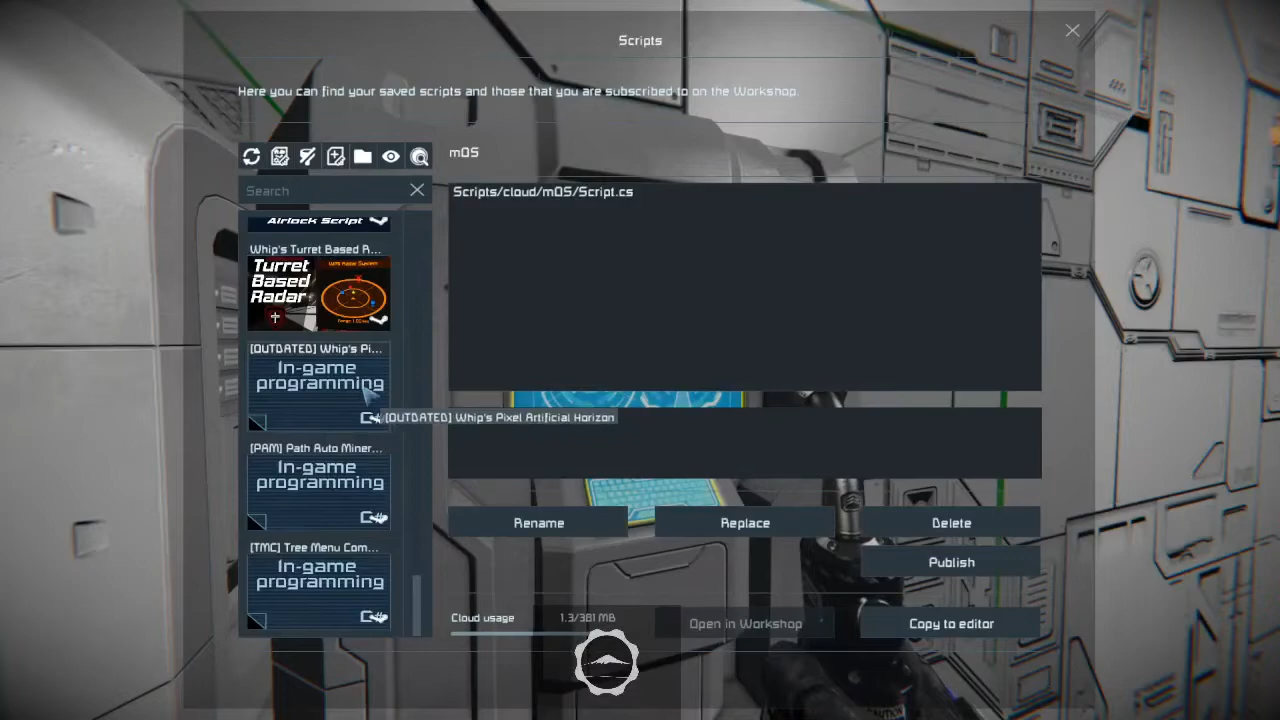 Scripts
Here you can find your saved scripts and those that you are subscribed to on the Workshop.
mOS
Search
Scripts/cloud/mOS/Script.cs
Airlock Script
Whip's Turret Based R...
Turret
Based
Radar
[OUTDATED] Whip's Pi...
In-game
programming
C#
[OUTDATED] Whip's Pixel Artificial Horizon
[PAM] Path Auto Miner...
In-game
programming
C#
Rename
Replace
Delete
[TMC] Tree Menu Com...
In-game
programming
C#
Publish
Cloud usage
1.3/381 MB
Open in Workshop
Copy to editor
CAUTION